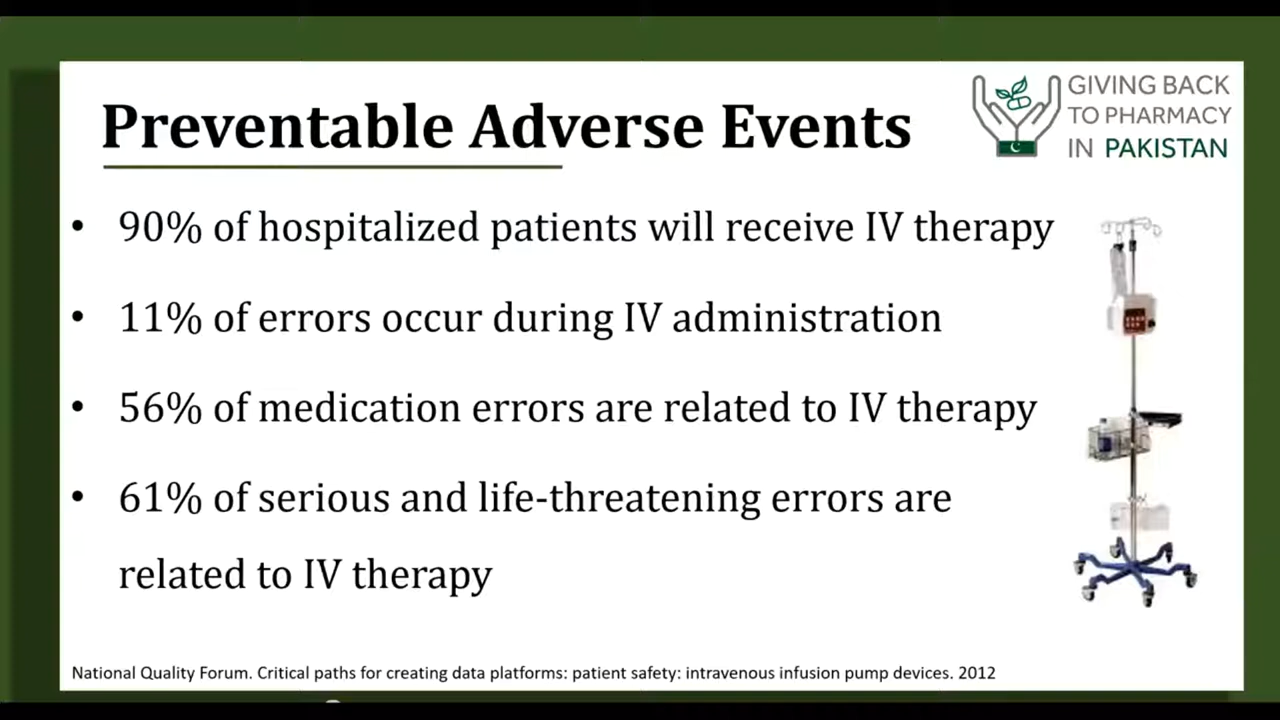 Preventable Adverse Events
GIVING BACK
TO PHARMACY
IN PAKISTAN
• 90% of hospitalized patients will receive IV therapy
• 11% of errors occur during IV administration
• 56% of medication errors are related to IV therapy
• 61% of serious and life-threatening errors are
related to IV therapy
National Quality Forum. Critical paths for creating data platforms: patient safety: intravenous infusion pump devices. 2012